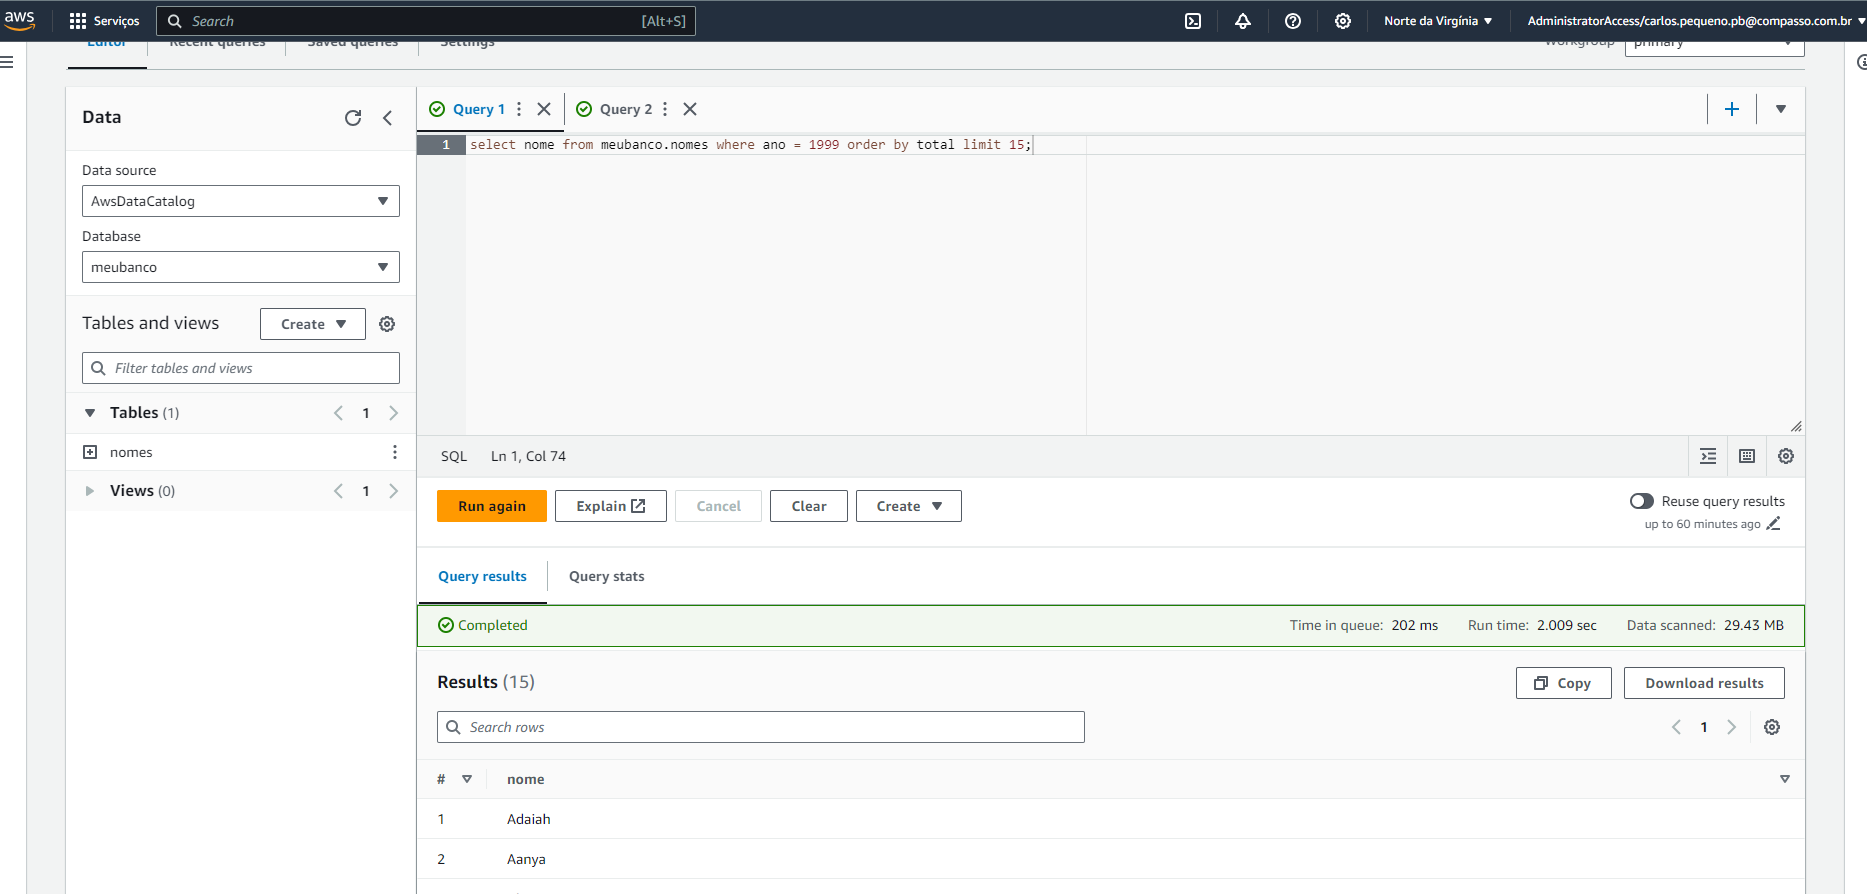 aws
Serviços
Search
[Alt+S]
Norte da Virgínia
AdministratorAccess/carlos.pequeno.pb@compasso.com.br
Editor
Recent queries
Saved queries
Settings
Workgroup
primary
Data
Query 1
Query 2
1
select nome from meubanco.nomes where ano = 1999 order by total limit 15;
Data source
AwsDataCatalog
Database
meubanco
Tables and views
Create
Filter tables and views
Tables (1)
1
nomes
Views (0)
1
SQL
Ln 1, Col 74
Run again
Explain
Cancel
Clear
Create
Reuse query results
up to 60 minutes ago
Query results
Query stats
Completed
Time in queue: 202 ms
Run time: 2.009 sec
Data scanned: 29.43 MB
Results (15)
Copy
Download results
Search rows
1
#
nome
1
Adaiah
2
Aanya